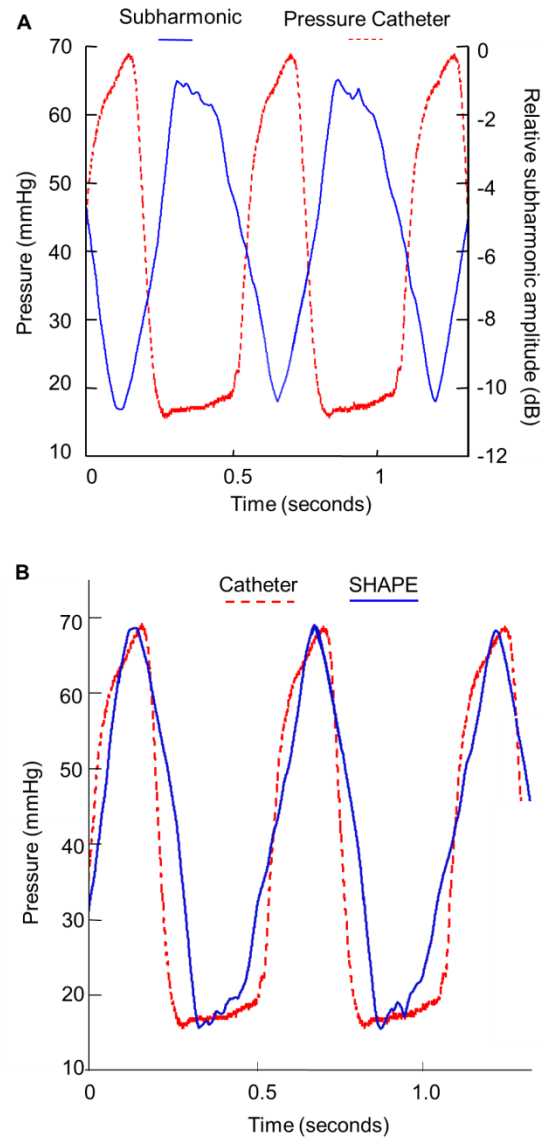 A
Subharmonic Pressure Catheter
70
60
50
40
30
20
10
Pressure (mmHg)
0
-2
-4
-6
-8
-10
-12
Relative subharmonic amplitude (dB)
0 0.5 1
Time (seconds)
B
Catheter SHAPE
70
60
50
40
30
20
10
Pressure (mmHg)
0 0.5 1.0
Time (seconds)